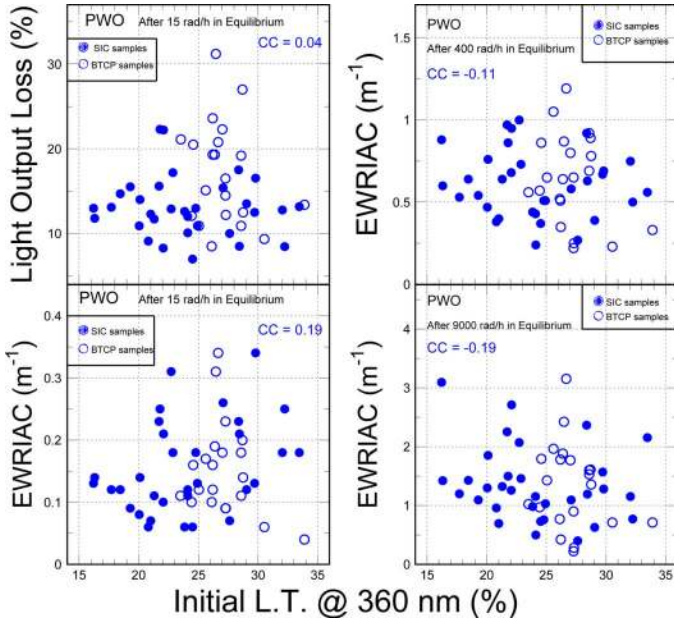 Light Output Loss (%)
PWO
After 15 rad/h in Equilibrium
CC = 0.04
SIC samples
BTCP samples
30
20
10
EWRIAC (m-1)
PWO
After 400 rad/h in Equilibrium
CC = -0.11
SIC samples
BTCP samples
1.5
1
0.5
0
EWRIAC (m-1)
PWO
After 15 rad/h in Equilibrium
CC = 0.19
SIC samples
BTCP samples
0.4
0.3
0.2
0.1
0
15 20 25 30 35
EWRIAC (m-1)
PWO
After 9000 rad/h in Equilibrium
CC = -0.19
SIC samples
BTCP samples
4
3
2
1
0
15 20 25 30 35
Initial L.T. @ 360 nm (%)